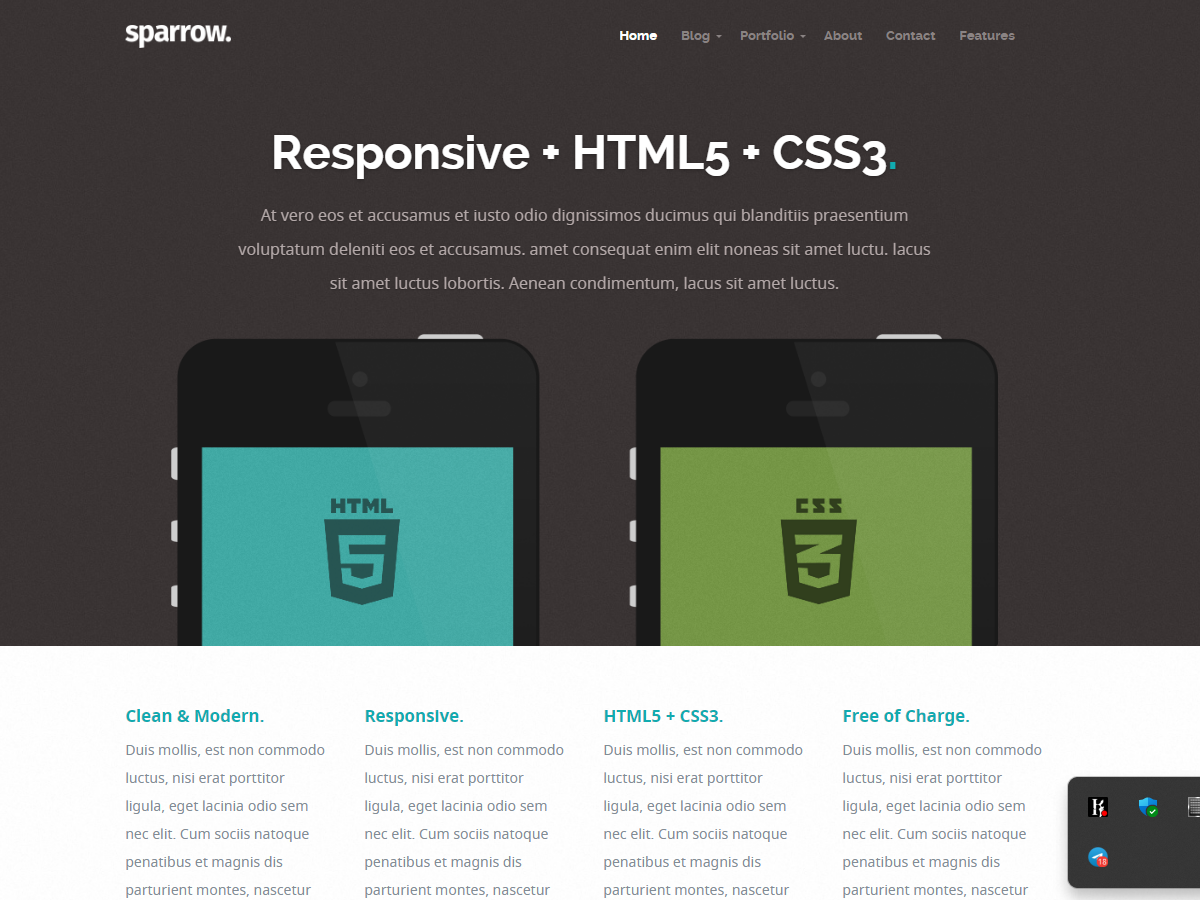 sparrow.
Home Blog Portfolio About Contact Features
Responsive + HTML5 + CSS3.
At vero eos et accusamus et iusto odio dignissimos ducimus qui blanditiis praesentium
voluptatum deleniti eos et accusamus. amet consequat enim elit noneas sit amet luctu. lacus
sit amet luctus lobortis. Aenean condimentum, lacus sit amet luctus.
HTML
5
CSS
3
Clean & Modern.
Duis mollis, est non commodo
luctus, nisi erat porttitor
ligula, eget lacinia odio sem
nec elit. Cum sociis natoque
penatibus et magnis dis
parturient montes, nascetur
Responsive.
Duis mollis, est non commodo
luctus, nisi erat porttitor
ligula, eget lacinia odio sem
nec elit. Cum sociis natoque
penatibus et magnis dis
parturient montes, nascetur
HTML5 + CSS3.
Duis mollis, est non commodo
luctus, nisi erat porttitor
ligula, eget lacinia odio sem
nec elit. Cum sociis natoque
penatibus et magnis dis
parturient montes, nascetur
Free of Charge.
Duis mollis, est non commodo
luctus, nisi erat porttitor
ligula, eget lacinia odio sem
nec elit. Cum sociis natoque
penatibus et magnis dis
parturient montes, nascetur
18